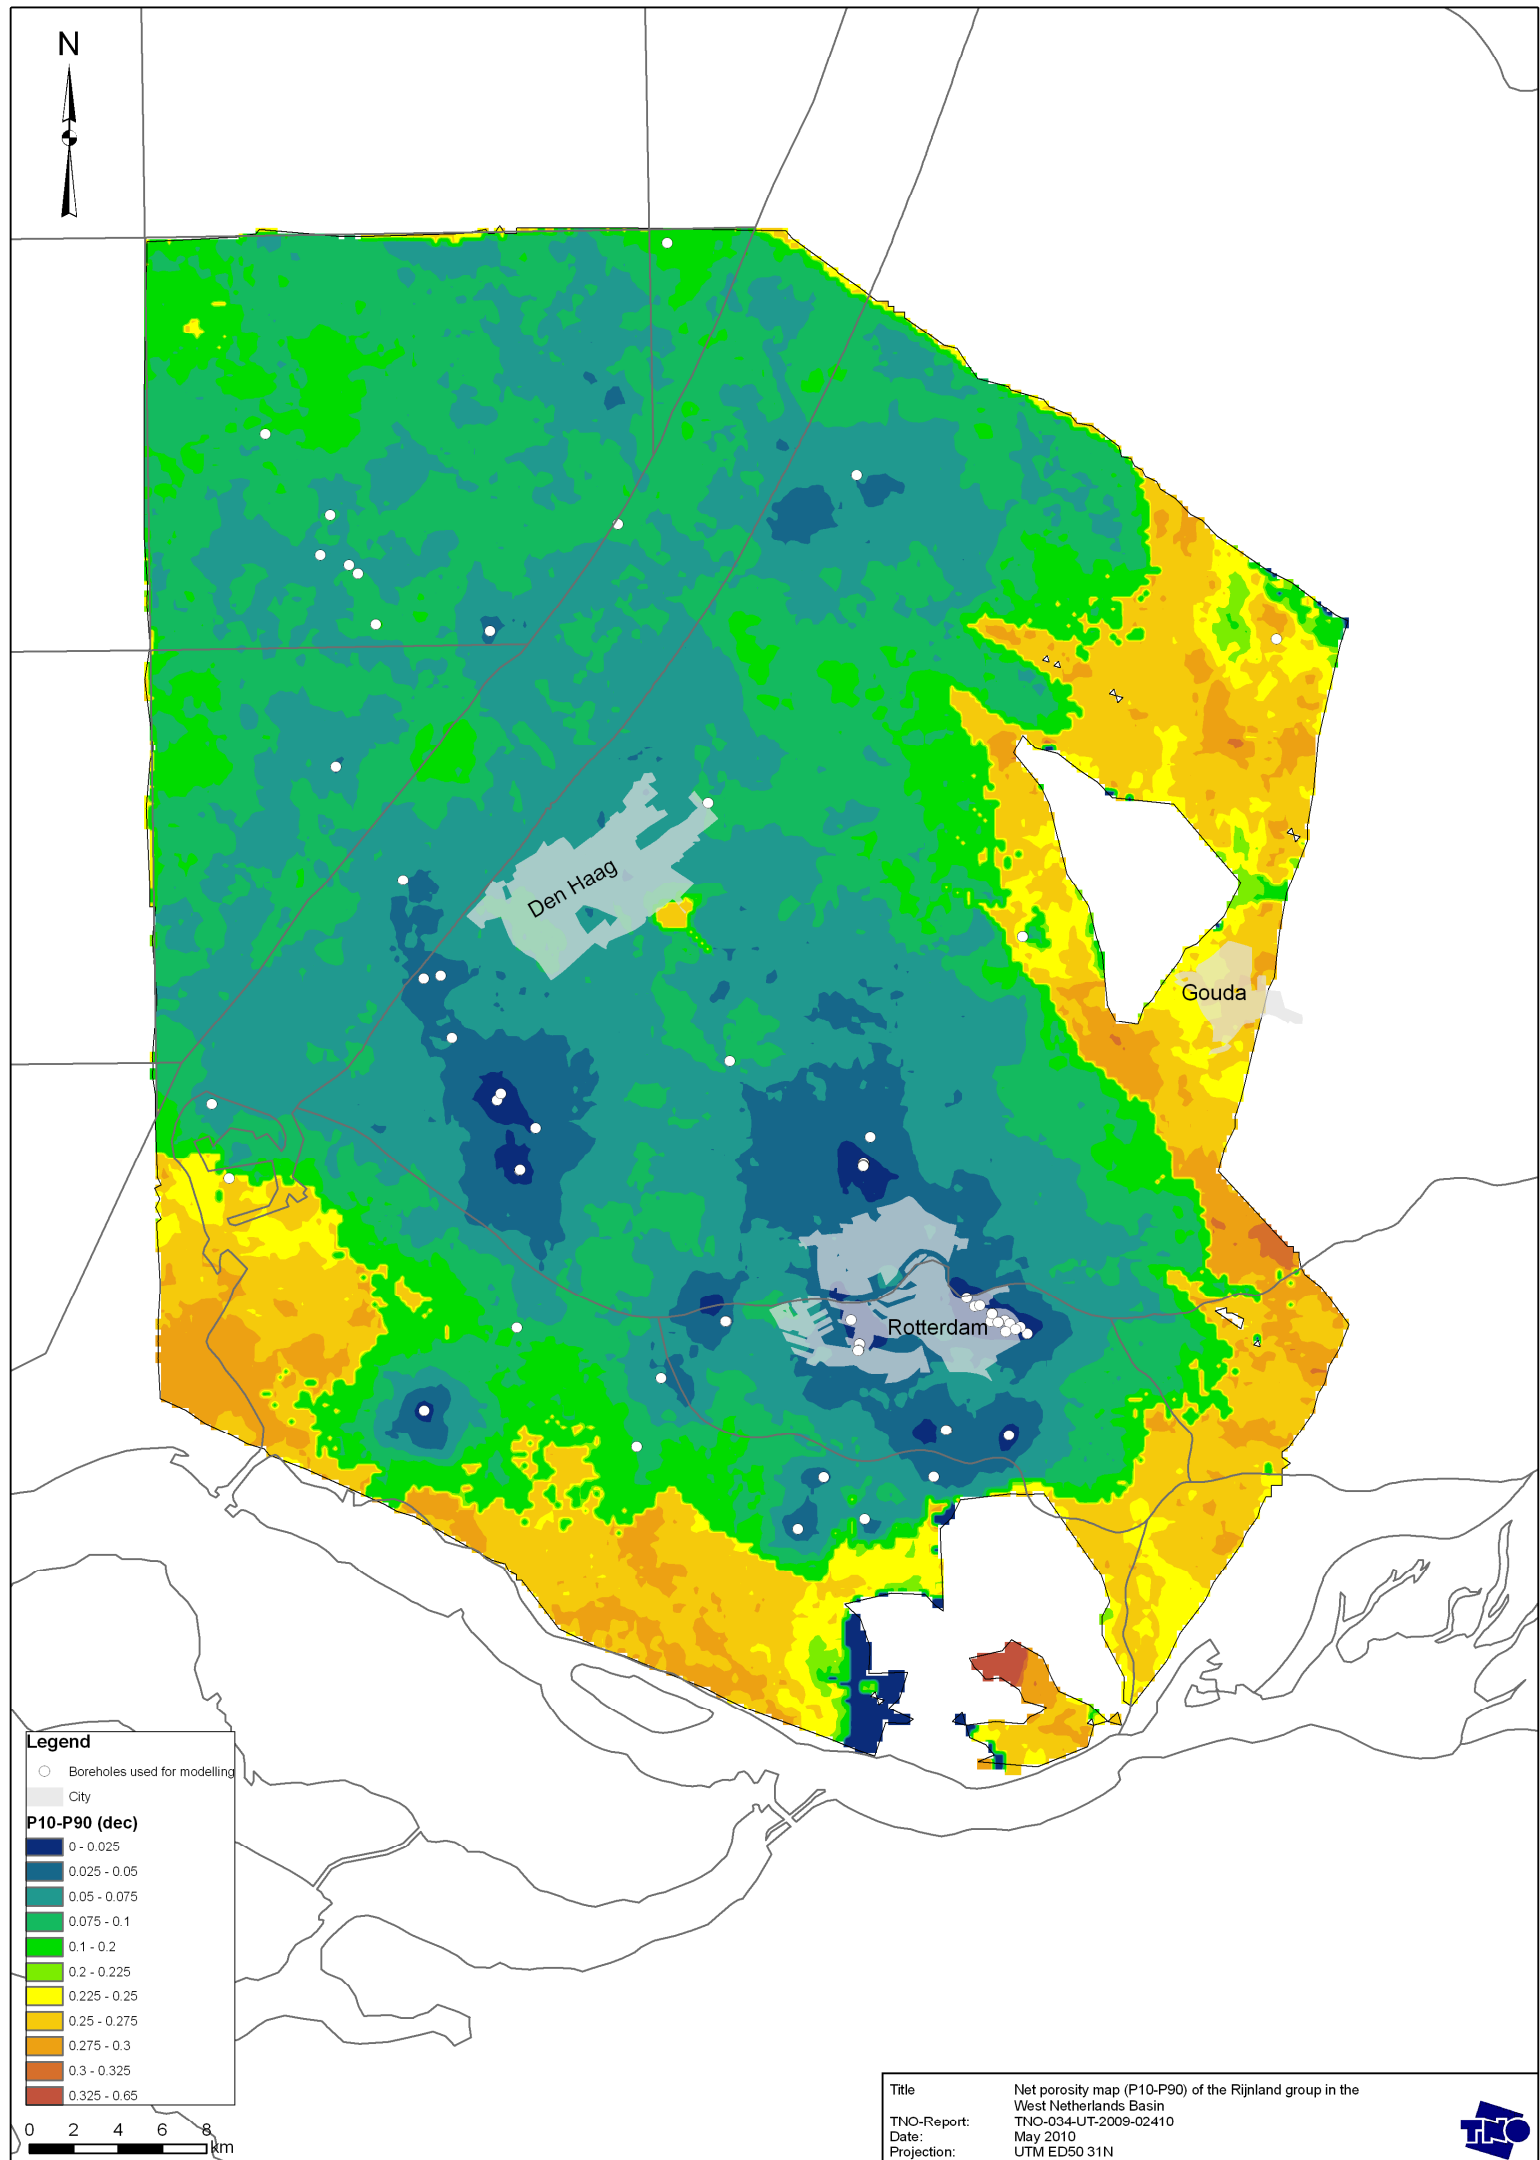 N
Den Haag
Gouda
Rotterdam
Legend
Boreholes used for modelling
City
P10-P90 (dec)
0 - 0.025
0.025 - 0.05
0.05 - 0.075
0.075 - 0.1
0.1 - 0.2
0.2 - 0.225
0.225 - 0.25
0.25 - 0.275
0.275 - 0.3
0.3 - 0.325
0.325 - 0.65
0 2 4 6 8
km
Title Net porosity map (P10-P90) of the Rijnland group in the
West Netherlands Basin
TNO-Report: TNO-034-UT-2009-02410
Date: May 2010
Projection: UTM ED50 31N
TNO